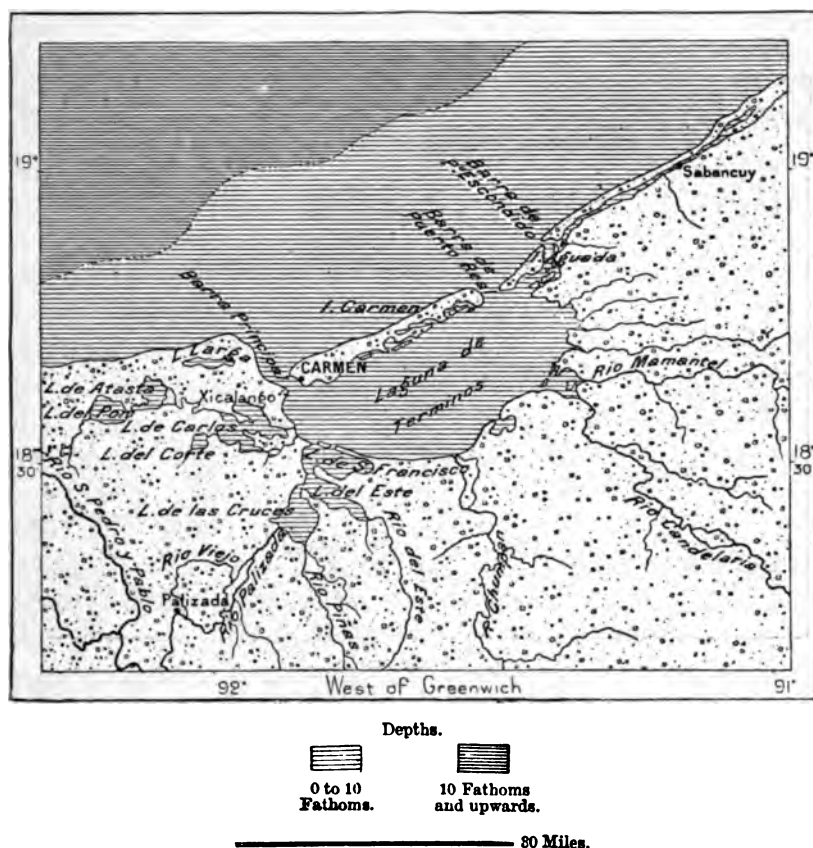 19°
19°
Sabancuy
Barra de
P. Escondido
Barra de
Puerto Real
I. Aguada
Barra Principal
I. Carmen
CARMEN
L. Larga
Laguna de
Terminos
Rio Mamantel
L. de Atasta
Xicalango
L. del Pom
L. de Carlos
L. del Corte
18°
30'
18°
30'
L. de S. Francisco
L. del Este
L. de las Cruces
Rio S. Pedro y Pablo
Rio Viejo
Palizada
Rio Palizada
Rio Piñas
Rio del Este
R. Chumpan
Rio Candelaria
92°
West of Greenwich
91°
Depths.
0 to 10
Fathoms.
10 Fathoms
and upwards.
30 Miles.